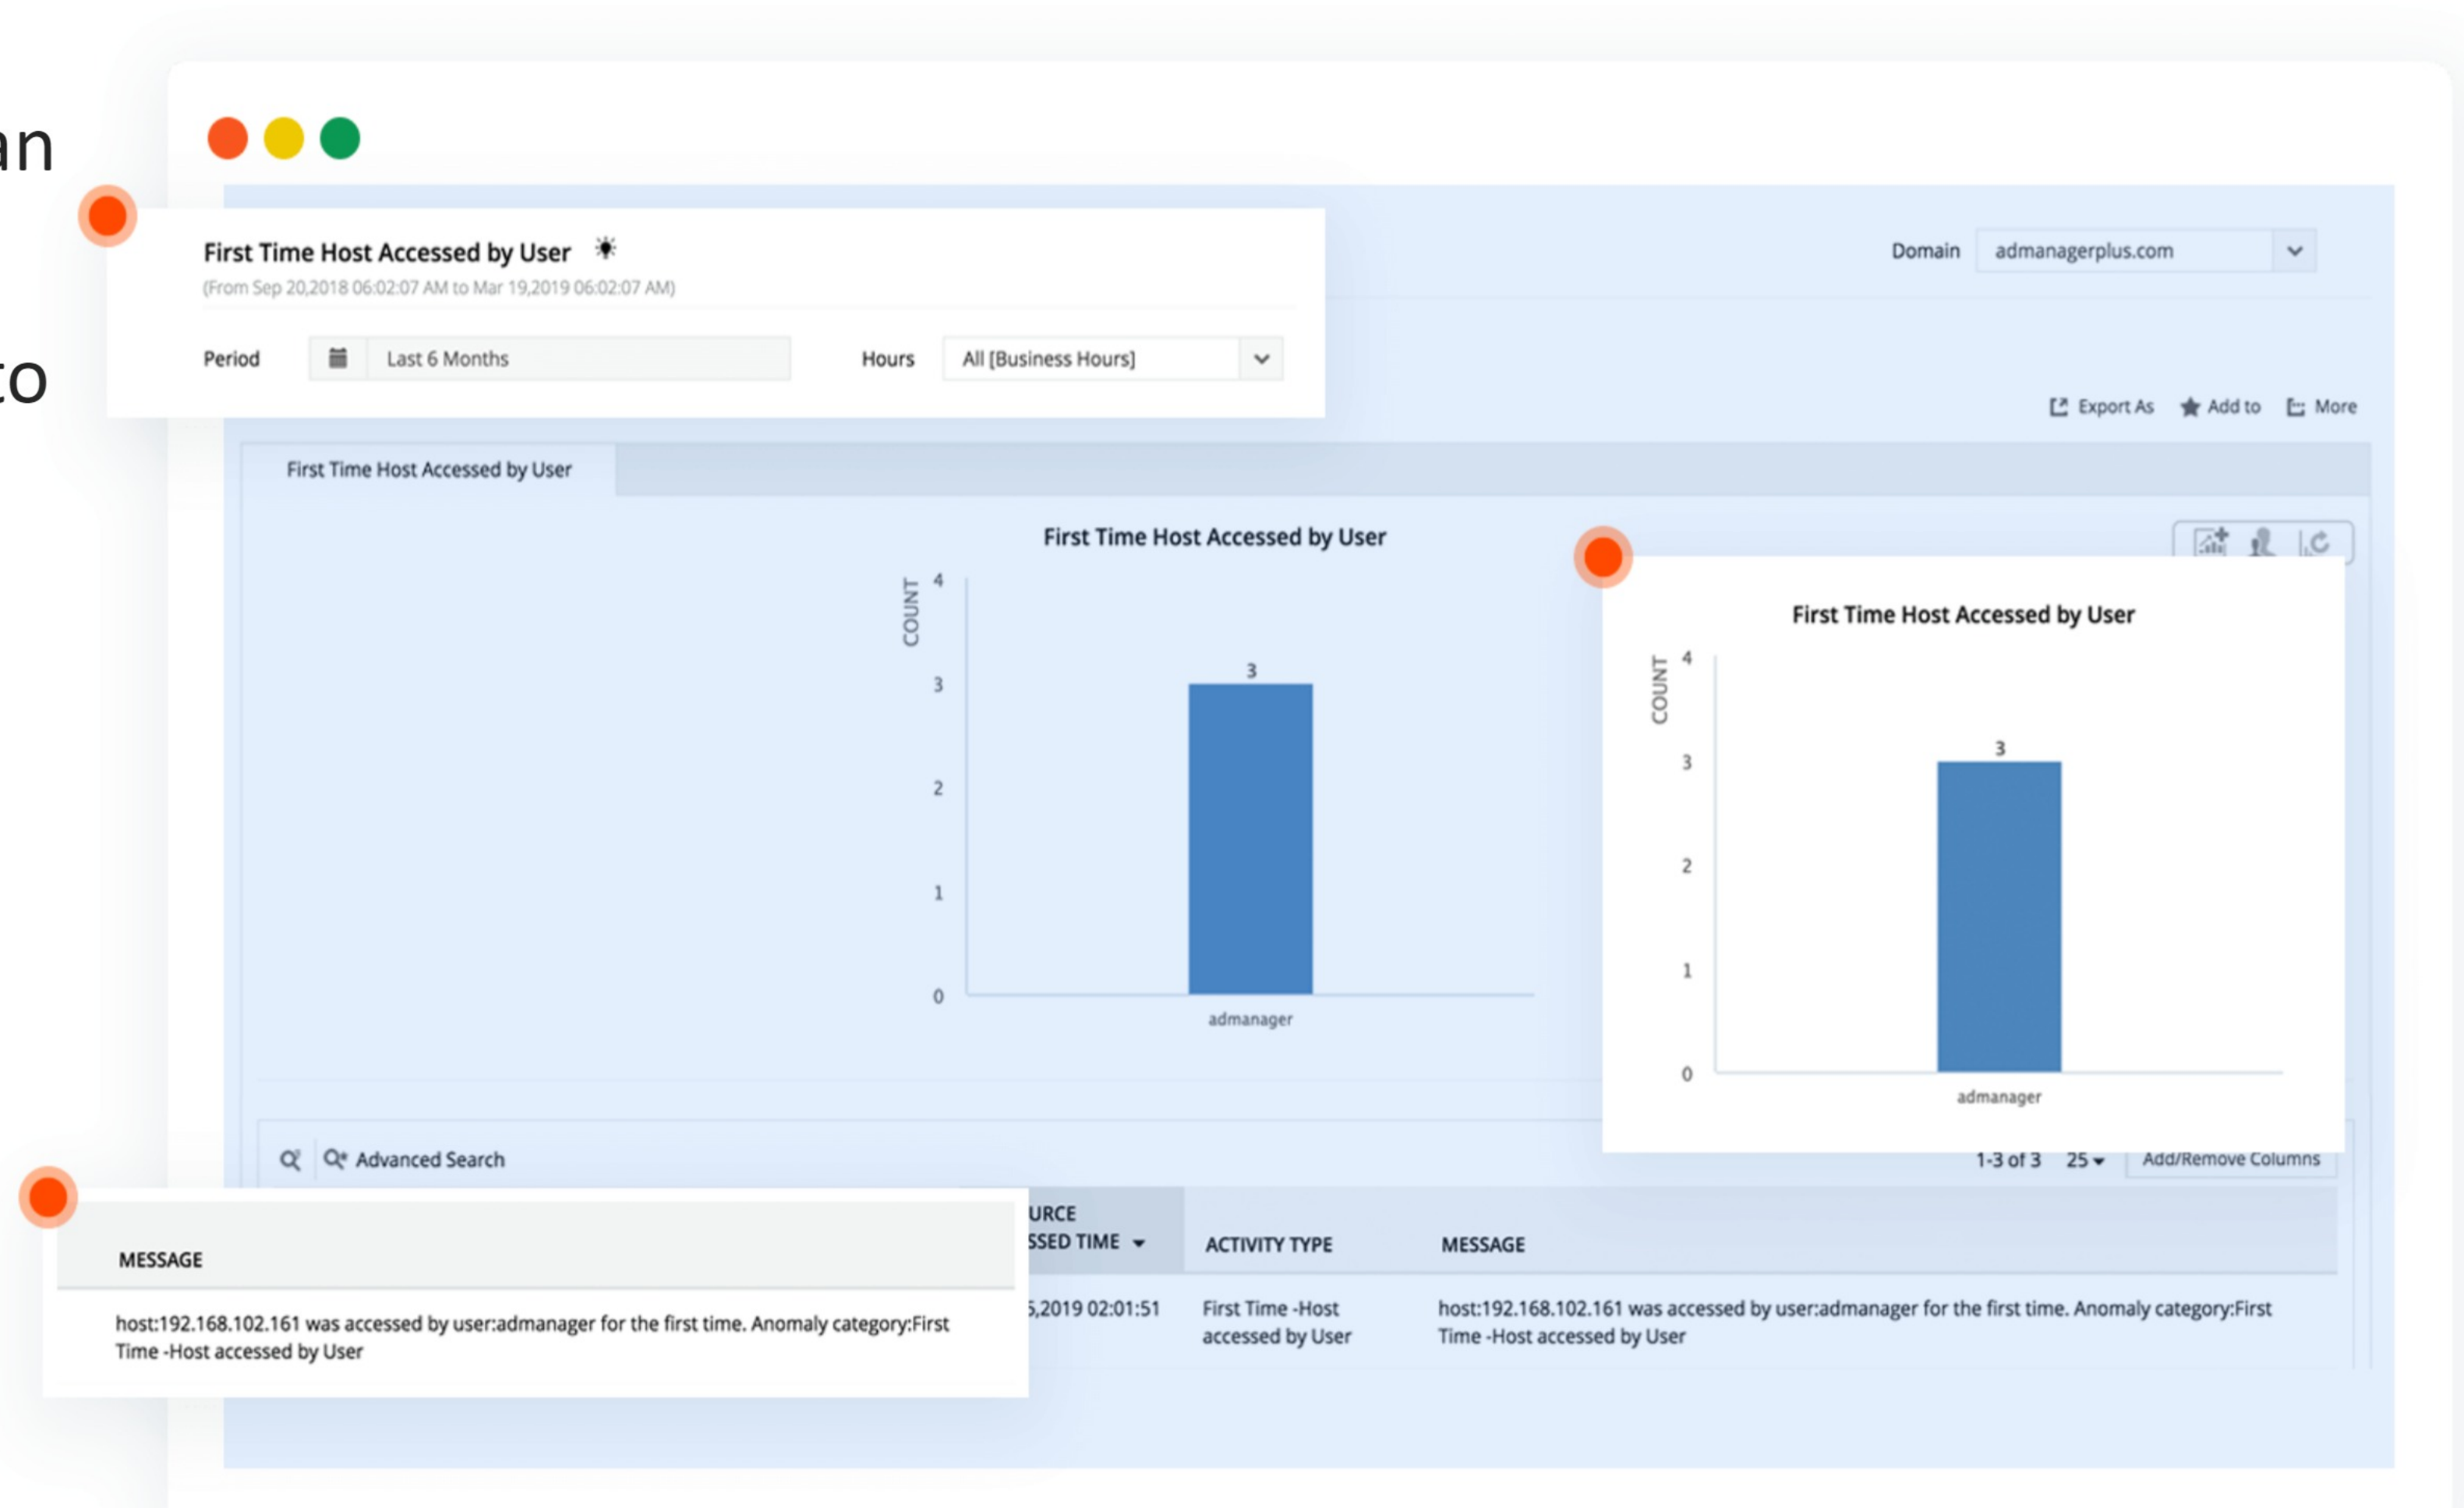 an
to
First Time Host Accessed by User
(From Sep 20,2018 06:02:07 AM to Mar 19,2019 06:02:07 AM)
Period Last 6 Months Hours All [Business Hours]
Domain admanagerplus.com
Export As Add to More
First Time Host Accessed by User
First Time Host Accessed by User
COUNT
4
3
3
2
1
0
admanager
First Time Host Accessed by User
COUNT
4
3
3
2
1
0
admanager
Advanced Search
1-3 of 3 25 Add/Remove Columns
MESSAGE
host:192.168.102.161 was accessed by user:admanager for the first time. Anomaly category:First
Time -Host accessed by User
URCE
SSED TIME
ACTIVITY TYPE
MESSAGE
5,2019 02:01:51
First Time -Host
accessed by User
host:192.168.102.161 was accessed by user:admanager for the first time. Anomaly category:First
Time -Host accessed by User